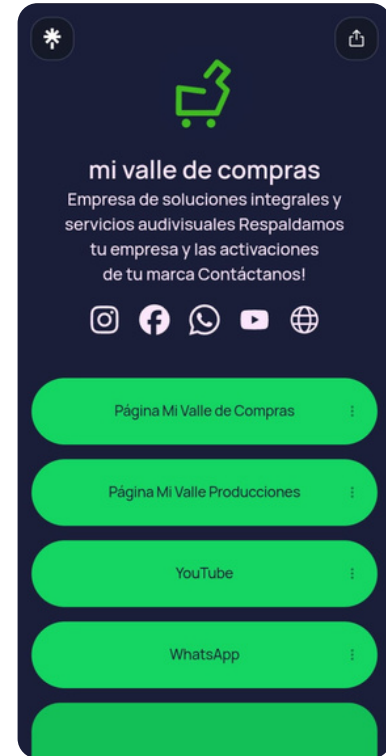 mi valle de compras
Empresa de soluciones integrales y
servicios audivisuales Respaldamos
tu empresa y las activaciones
de tu marca Contáctanos!
Página Mi Valle de Compras
Página Mi Valle Producciones
YouTube
WhatsApp